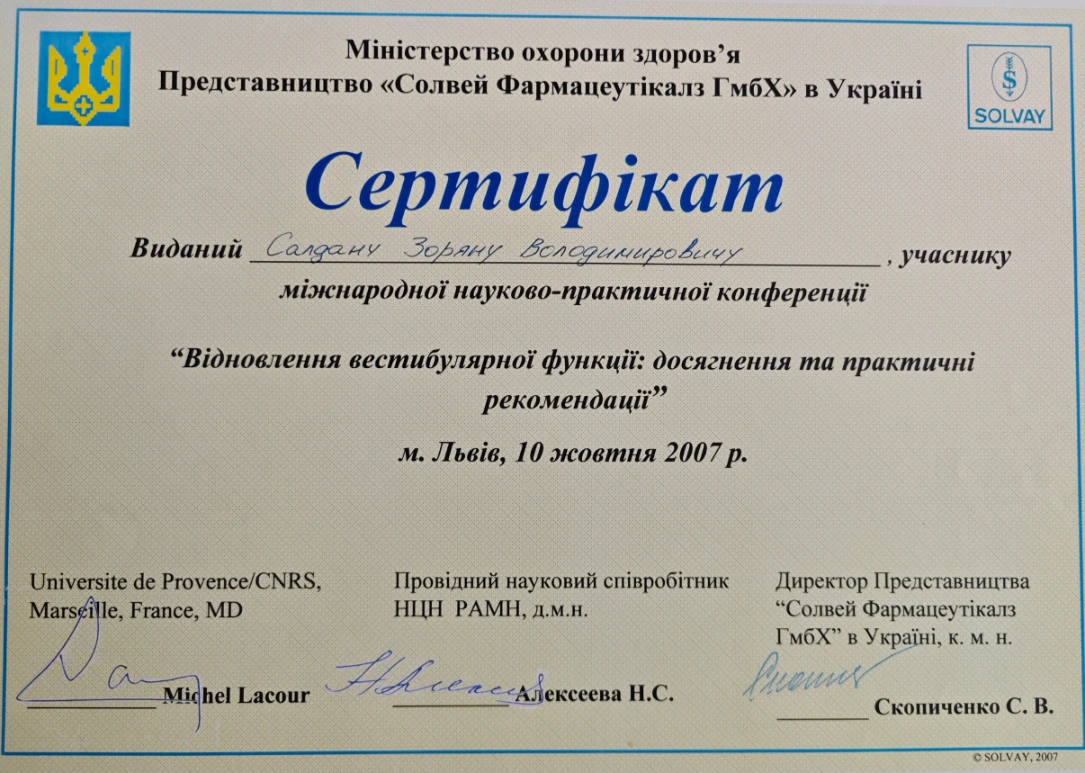 Міністерство охорони здоров’я
Представництво «Солвей Фармацеутікалз ГмбХ» в Україні
SOLVAY
Сертифікат
Виданий Салдану Зоряну Володимировичу, учаснику
міжнародної науково-практичної конференції
“Відновлення вестибулярної функції: досягнення та практичні
рекомендації”
м. Львів, 10 жовтня 2007 р.
Universite de Provence/CNRS,
Marseille, France, MD
Michel Lacour
Провідний науковий співробітник
НЦН РАМН, д.м.н.
Алексеева Н.С.
Директор Представництва
“Солвей Фармацеутікалз
ГмбХ” в Україні, к. м. н.
Скопиченко С. В.
© SOLVAY, 2007